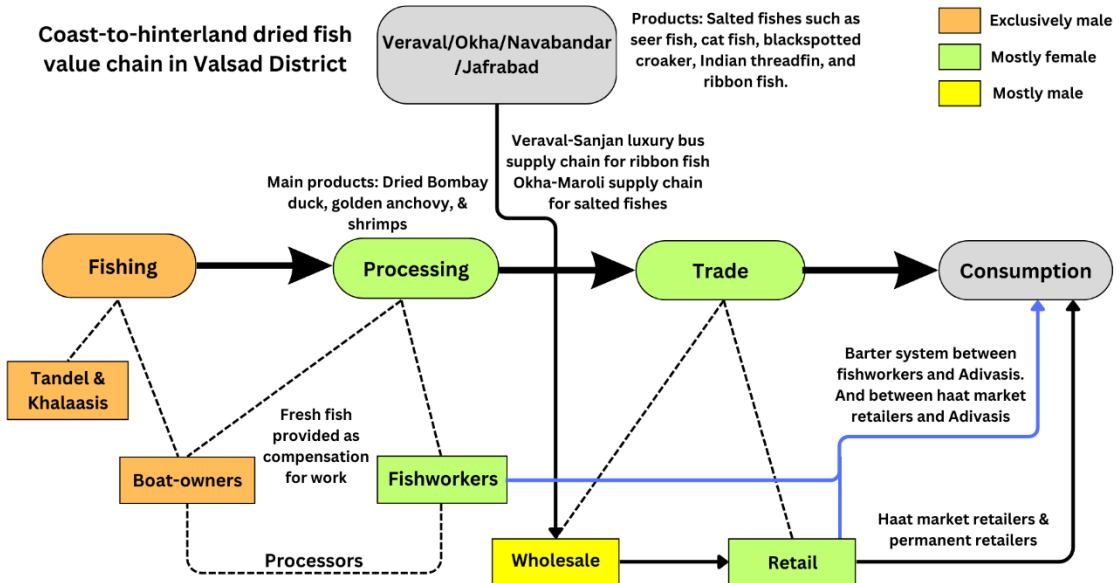 Coast-to-hinterland dried fish
value chain in Valsad District
Veraval/Okha/Navabandar
/Jafrabad
Products: Salted fishes such as
seer fish, cat fish, blackspotted
croaker, Indian threadfin, and
ribbon fish.
Exclusively male
Mostly female
Mostly male
Veraval-Sanjan luxury bus
supply chain for ribbon fish
Okha-Maroli supply chain
for salted fishes
Main products: Dried Bombay
duck, golden anchovy, &
shrimps
Fishing
Processing
Trade
Consumption
Tandel &
Khalaasis
Barter system between
fishworkers and Adivasis.
And between haat market
retailers and Adivasis
Fresh fish
provided as
compensation
for work
Boat-owners
Fishworkers
Haat market retailers &
permanent retailers
Processors
Wholesale
Retail